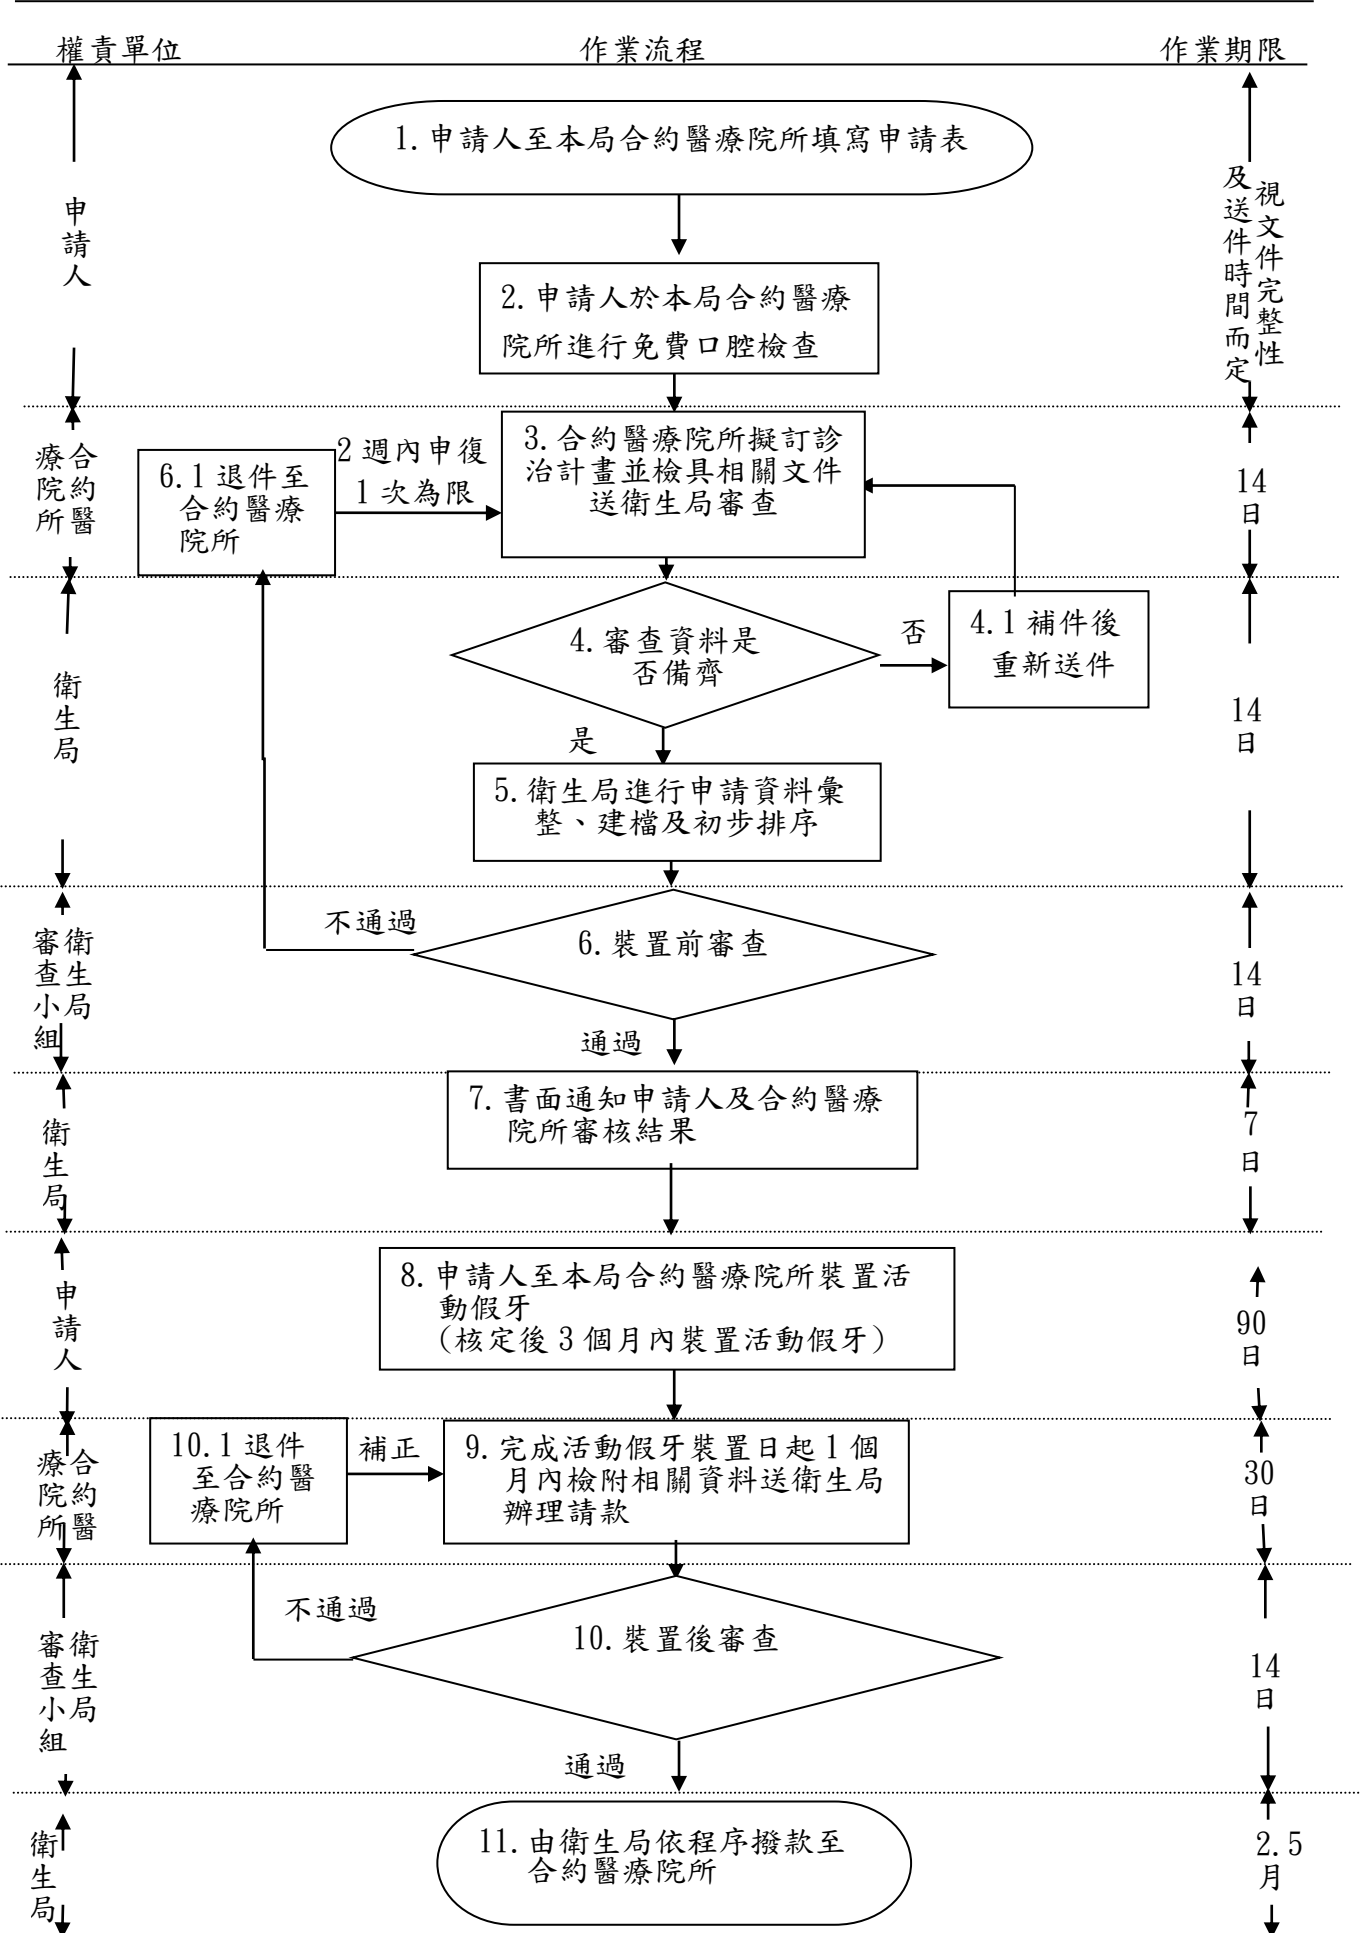 權責單位
作業流程
作業期限
1.申請人至本局合約醫療院所填寫申請表
申請人
視文件完整性
及送件時間而定
2.申請人於本局合約醫療
院所進行免費口腔檢查
合約醫
療院所
6.1 退件至
合約醫療
院所
2 週內申復
1 次為限
3.合約醫療院所擬訂診
治計畫並檢具相關文件
送衛生局審查
14
日
衛生局
4.審查資料是
否備齊
否
4.1 補件後
重新送件
14
日
是
5.衛生局進行申請資料彙
整、建檔及初步排序
衛生局
審查小組
不通過
6.裝置前審查
14
日
通過
衛生局
7.書面通知申請人及合約醫療
院所審核結果
7
日
申請人
8.申請人至本局合約醫療院所裝置活
動假牙
(核定後 3 個月內裝置活動假牙)
90
日
合約醫
療院所
10.1 退件
至合約醫
療院所
補正
9.完成活動假牙裝置日起 1 個
月內檢附相關資料送衛生局
辦理請款
30
日
衛生局
審查小組
不通過
10.裝置後審查
14
日
通過
衛生局
11.由衛生局依程序撥款至
合約醫療院所
2.5
月